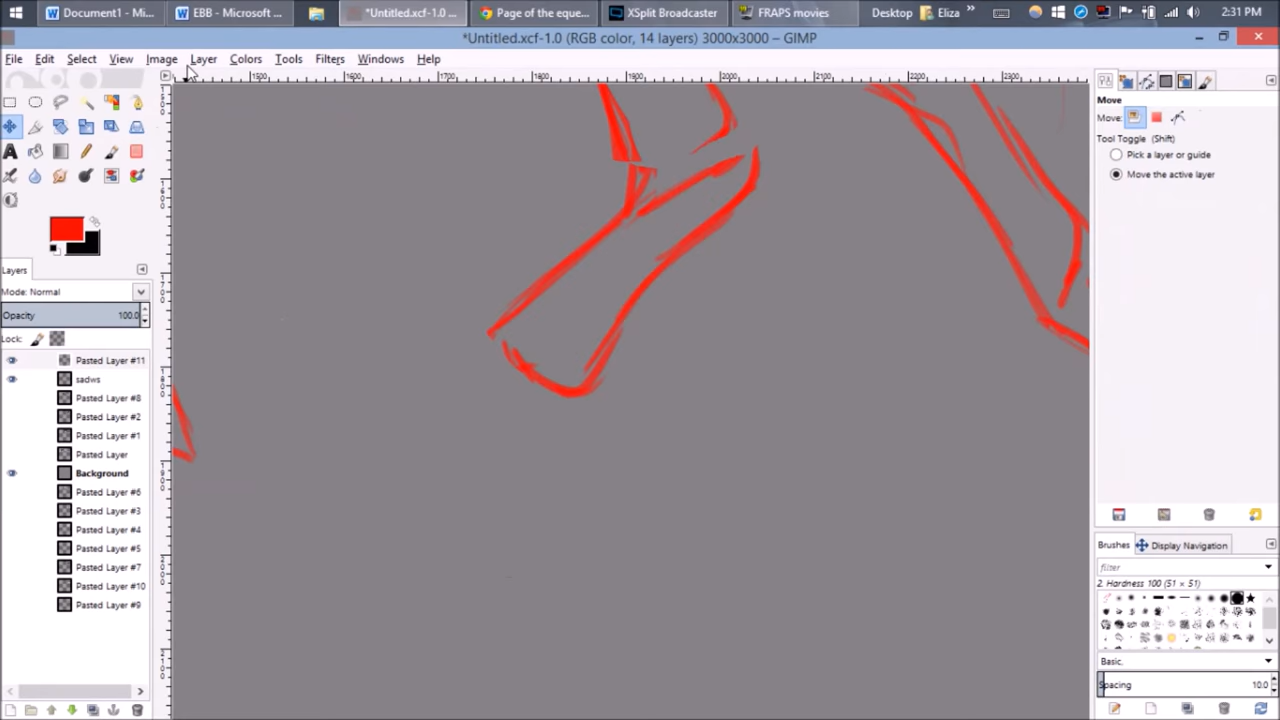 Document1 - Mi...
EBB - Microsoft ...
*Untitled.xcf-1.0 ...
Page of the eque...
XSplit Broadcaster
FRAPS movies
Desktop
Eliza
»
2:31 PM
*Untitled.xcf-1.0 (RGB color, 14 layers) 3000x3000 – GIMP
File Edit Select View Image Layer Colors Tools Filters Windows Help
1500 1600 1700 1800 1900 2000 2100 2200 2300
Move
Move:
Tool Toggle (Shift)
Pick a layer or guide
Move the active layer
Layers
Mode: Normal
Opacity 100.0
Lock:
Pasted Layer #11
sadws
Pasted Layer #8
Pasted Layer #2
Pasted Layer #1
Pasted Layer
Background
Pasted Layer #6
Pasted Layer #3
Pasted Layer #4
Pasted Layer #5
Pasted Layer #7
Pasted Layer #10
Pasted Layer #9
Brushes
Display Navigation
filter
2. Hardness 100 (51 × 51)
Basic,
Spacing 10.0